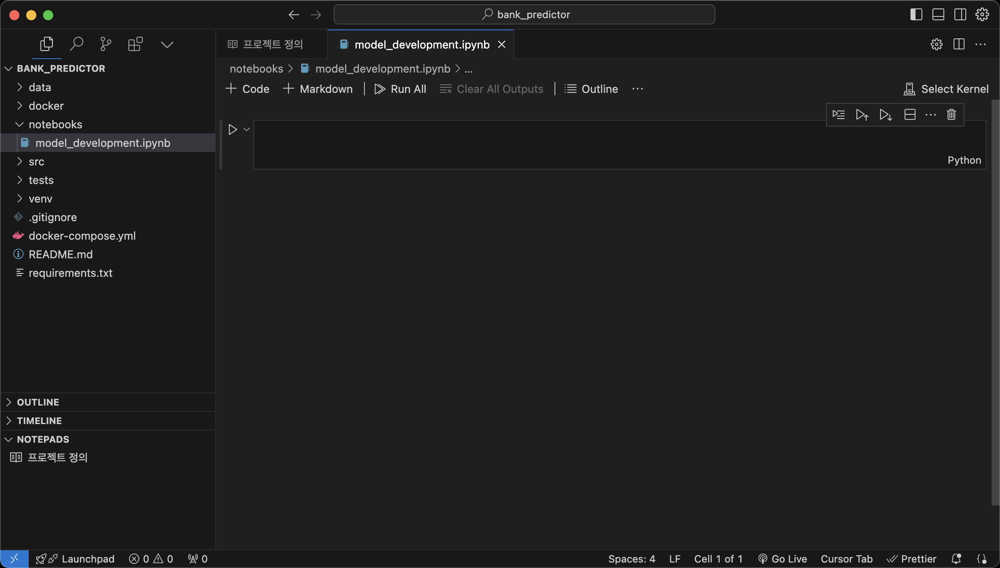 bank_predictor
프로젝트 정의
model_development.ipynb
BANK_PREDICTOR
data
docker
notebooks
model_development.ipynb
src
tests
venv
.gitignore
docker-compose.yml
README.md
requirements.txt
OUTLINE
TIMELINE
NOTEPADS
프로젝트 정의
notebooks > model_development.ipynb > ...
Code Markdown Run All Clear All Outputs Outline Select Kernel
Python
Launchpad 0 0 0 Spaces: 4 LF Cell 1 of 1 Go Live Cursor Tab Prettier